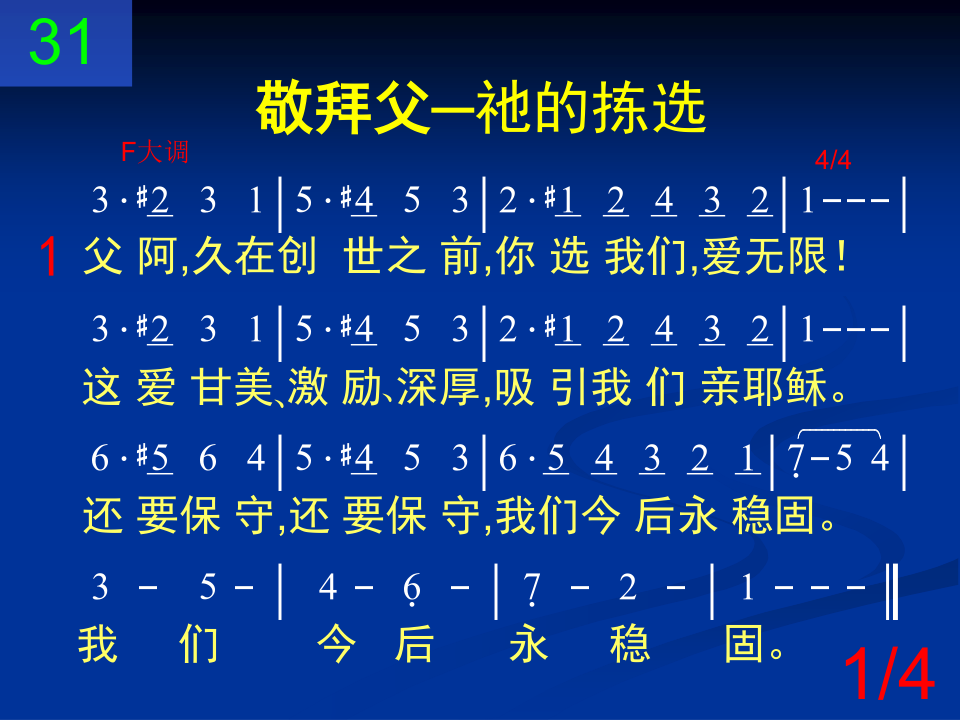 31
敬拜父—祂的拣选
F大调 4/4
3·#2 3 1|5·#4 5 3|2·#1 2 4 3 2|1---|
1 父 阿,久在创 世之 前,你 选 我们,爱无限!
3·#2 3 1|5·#4 5 3|2·#1 2 4 3 2|1---|
这 爱 甘美、激 励、深厚,吸 引我 们 亲耶稣。
6·#5 6 4|5·#4 5 3|6·5 4 3 2 1|7̣-5 4|
还 要保 守,还 要保 守,我们今 后永 稳固。
3 - 5 -| 4 - 6̣ -| 7̣ - 2 -| 1 - - -‖
我 们 今 后 永 稳 固。
1/4